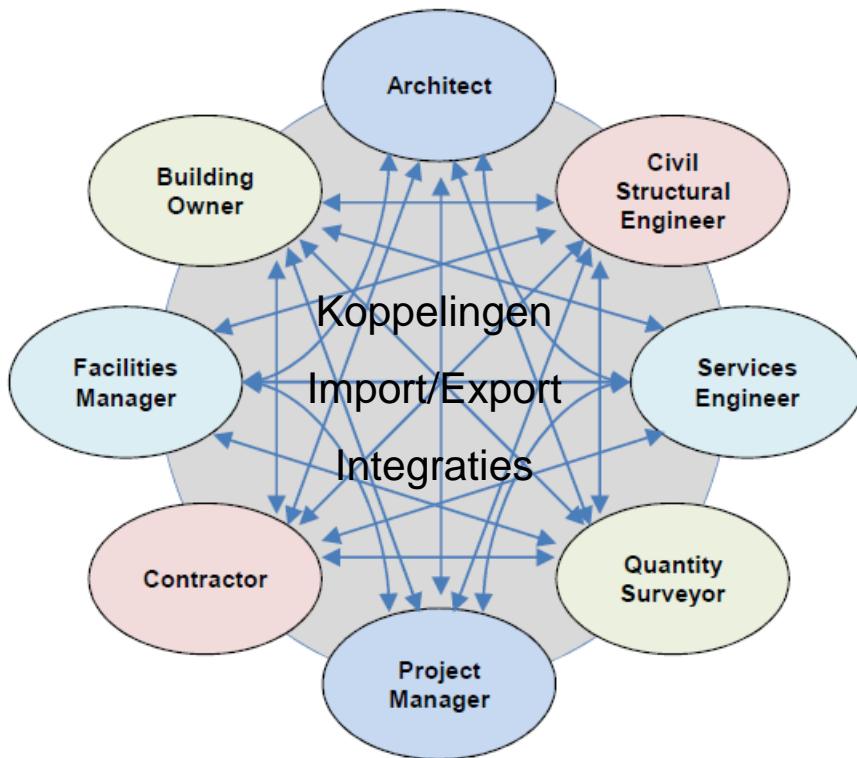 Architect
Building
Owner
Civil
Structural
Engineer
Koppelingen
Facilities
Manager
Import/Export
Services
Engineer
Integraties
Contractor
Quantity
Surveyor
Project
Manager